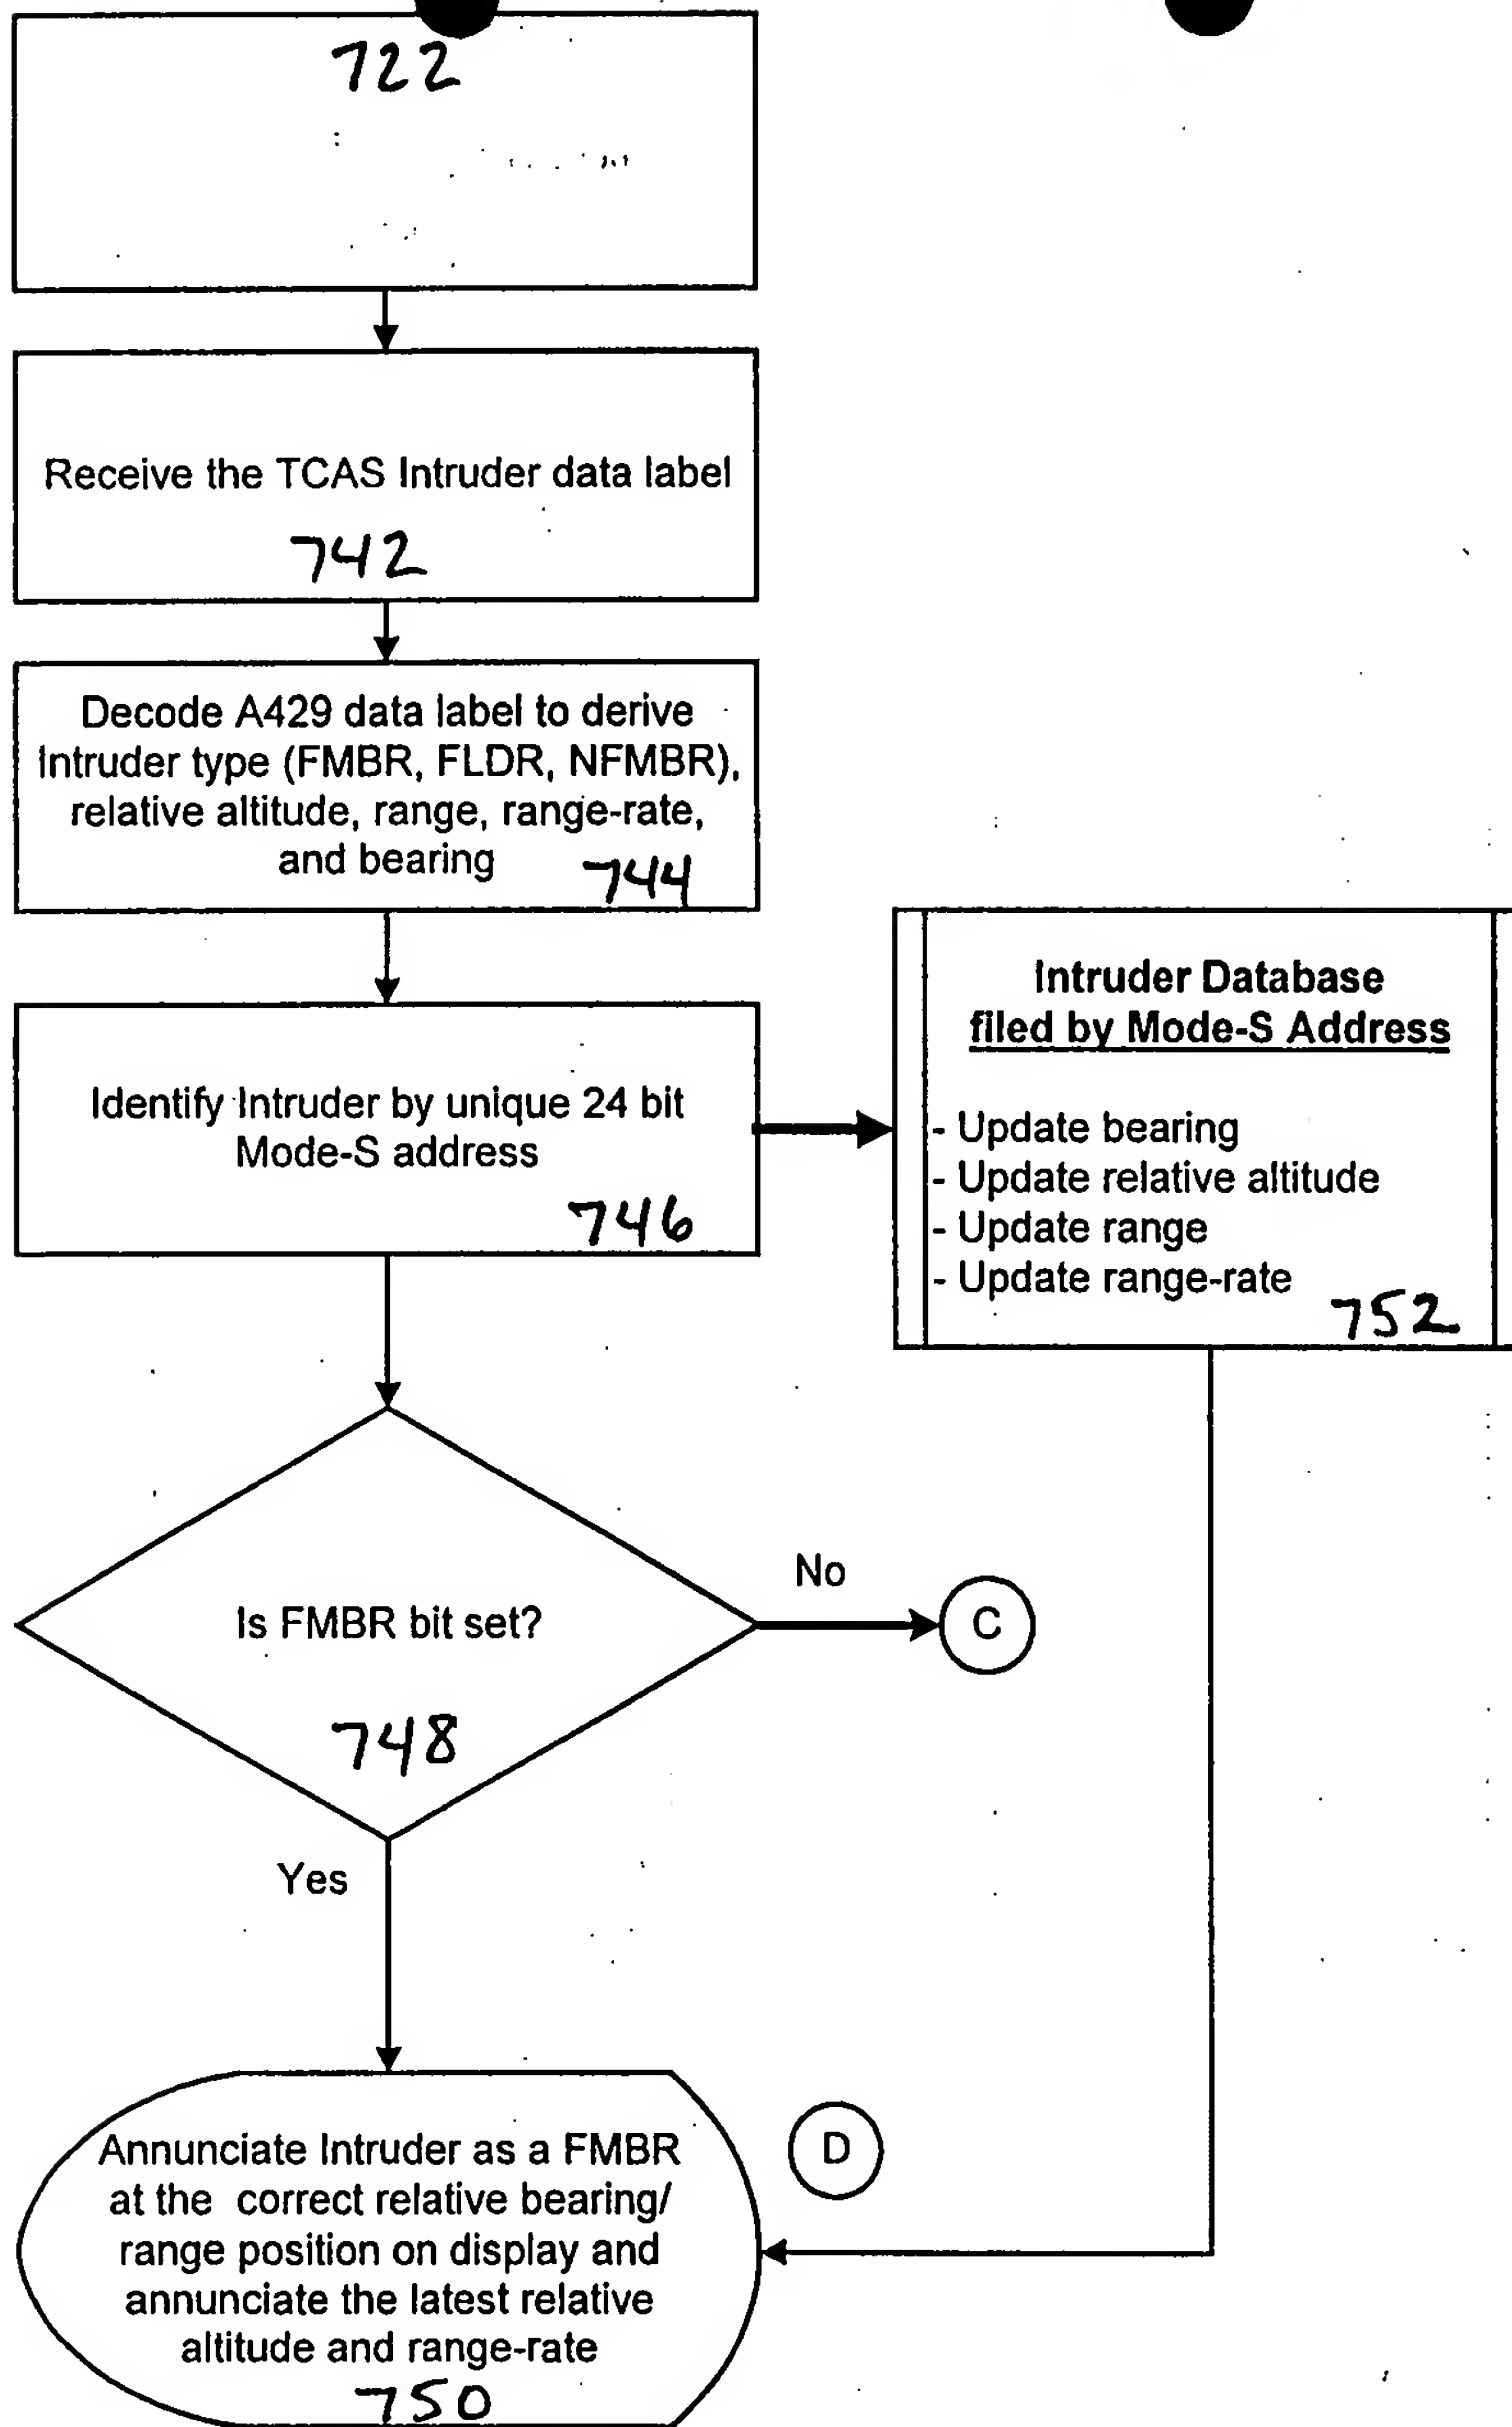 722
Receive the TCAS Intruder data label
742
Decode A429 data label to derive
Intruder type (FMBR, FLDR, NFMBR),
relative altitude, range, range-rate,
and bearing
744
Identify Intruder by unique 24 bit
Mode-S address
746
Intruder Database
filed by Mode-S Address
- Update bearing
- Update relative altitude
- Update range
- Update range-rate
752
Is FMBR bit set?
748
No
C
Yes
D
Annunciate Intruder as a FMBR
at the correct relative bearing/
range position on display and
annunciate the latest relative
altitude and range-rate
750